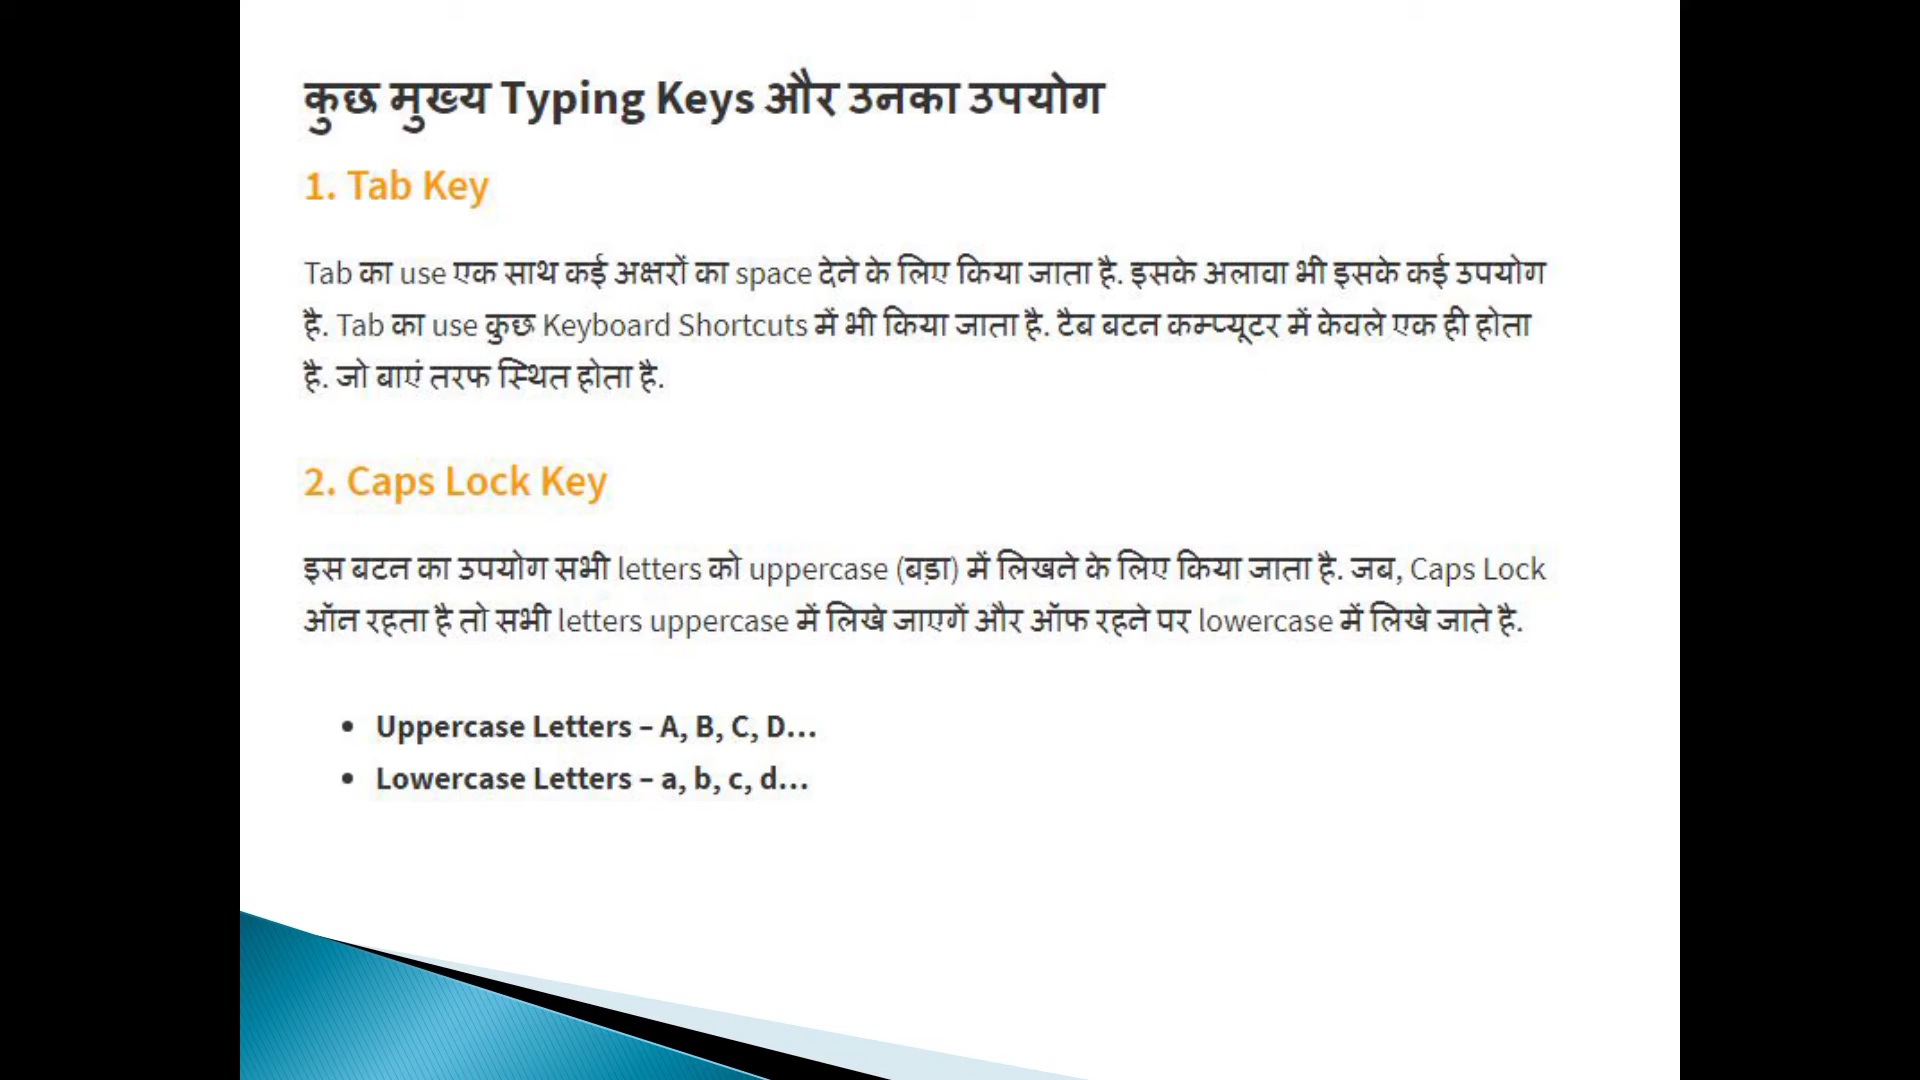 कुछ मुख्य Typing Keys और उनका उपयोग
1. Tab Key
Tab का use एक साथ कई अक्षरों का space देते के लिए किया जाता है. इसके अलावा भी इसके कई उपयोग
है. Tab का use कुछ Keyboard Shortcuts में भी किया जाता है. टैब बटन कम्प्यूटर में केवले एक ही होता
है. जो बाएं तरफ स्थित होता है.
2. Caps Lock Key
इस बटन का उपयोग सभी letters को uppercase (बड़ा) में लिखने के लिए किया जाता है. जब, Caps Lock
ऑन रहता है तो सभी letters uppercase में लिखे जाएगें और ऑफ रहने पर lowercase में लिखे जाते है.
• Uppercase Letters – A, B, C, D…
• Lowercase Letters – a, b, c, d…